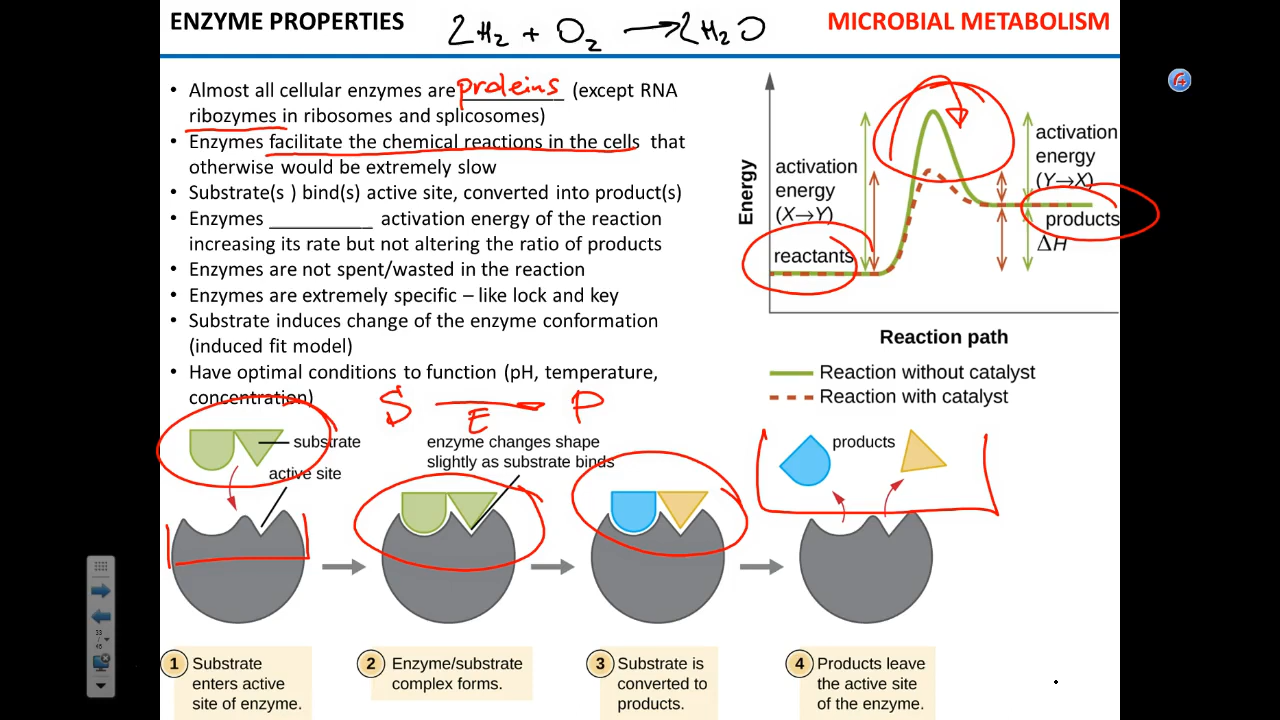 ENZYME PROPERTIES
2H₂ + O₂ → 2H₂O
MICROBIAL METABOLISM
• Almost all cellular enzymes are proteins (except RNA
ribozymes in ribosomes and splicosomes)
• Enzymes facilitate the chemical reactions in the cells that
otherwise would be extremely slow
• Substrate(s ) bind(s) active site, converted into product(s)
• Enzymes __________ activation energy of the reaction
increasing its rate but not altering the ratio of products
• Enzymes are not spent/wasted in the reaction
• Enzymes are extremely specific – like lock and key
• Substrate induces change of the enzyme conformation
(induced fit model)
• Have optimal conditions to function (pH, temperature,
concentration)
Energy
activation
energy
(X→Y)
reactants
activation
energy
(Y→X)
products
ΔH
Reaction path
Reaction without catalyst
Reaction with catalyst
S E P
substrate
active site
enzyme changes shape
slightly as substrate binds
products
1 Substrate
enters active
site of enzyme.
2 Enzyme/substrate
complex forms.
3 Substrate is
converted to
products.
4 Products leave
the active site
of the enzyme.